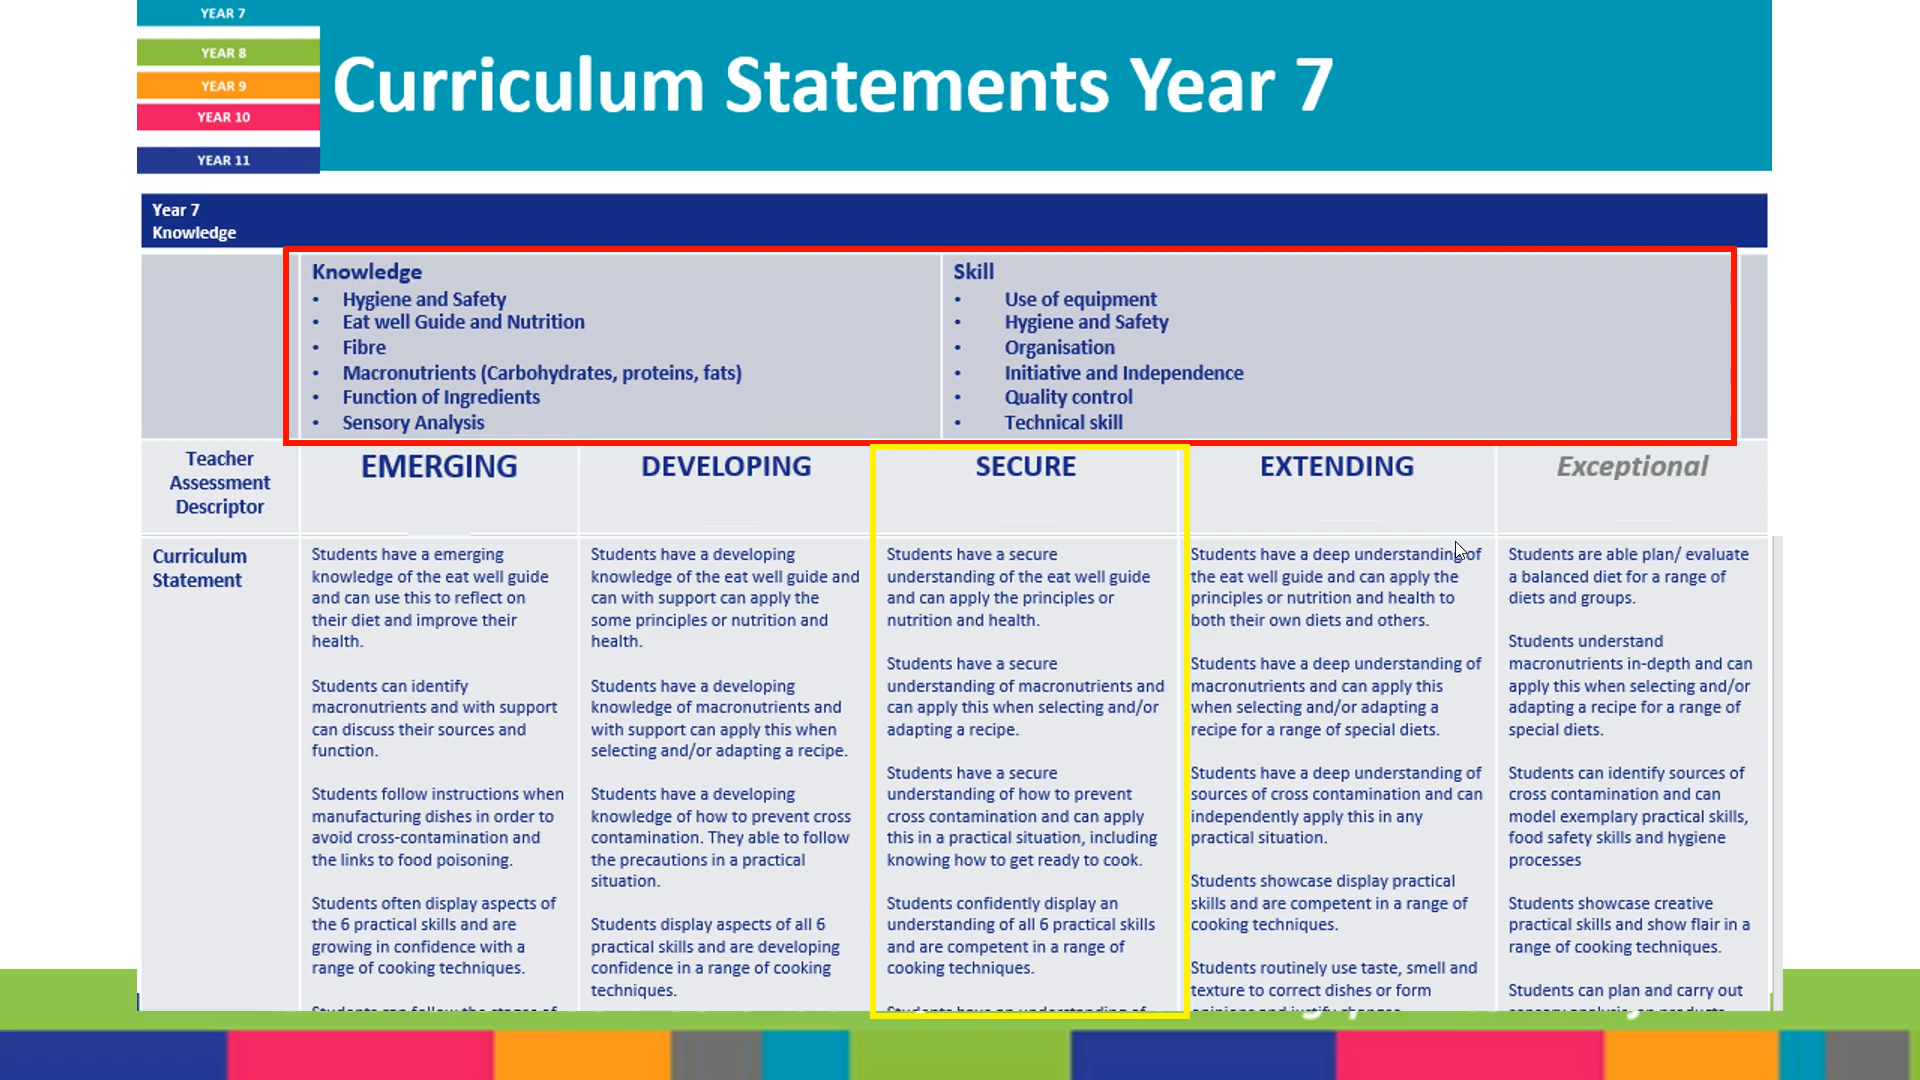 YEAR 7
YEAR 8
YEAR 9
YEAR 10
YEAR 11
Curriculum Statements Year 7
Year 7
Knowledge
Knowledge
• Hygiene and Safety
• Eat well Guide and Nutrition
• Fibre
• Macronutrients (Carbohydrates, proteins, fats)
• Function of Ingredients
• Sensory Analysis
Skill
• Use of equipment
• Hygiene and Safety
• Organisation
• Initiative and Independence
• Quality control
• Technical skill
Teacher
Assessment
Descriptor
EMERGING
DEVELOPING
SECURE
EXTENDING
Exceptional
Curriculum
Statement
Students have a emerging
knowledge of the eat well guide
and can use this to reflect on
their diet and improve their
health.
Students can identify
macronutrients and with support
can discuss their sources and
function.
Students follow instructions when
manufacturing dishes in order to
avoid cross-contamination and
the links to food poisoning.
Students often display aspects of
the 6 practical skills and are
growing in confidence with a
range of cooking techniques.
Students can follow the stages of
Students have a developing
knowledge of the eat well guide and
can with support can apply the
some principles or nutrition and
health.
Students have a developing
knowledge of macronutrients and
with support can apply this when
selecting and/or adapting a recipe.
Students have a developing
knowledge of how to prevent cross
contamination. They able to follow
the precautions in a practical
situation.
Students display aspects of all 6
practical skills and are developing
confidence in a range of cooking
techniques.
Students have a secure
understanding of the eat well guide
and can apply the principles or
nutrition and health.
Students have a secure
understanding of macronutrients and
can apply this when selecting and/or
adapting a recipe.
Students have a secure
understanding of how to prevent
cross contamination and can apply
this in a practical situation, including
knowing how to get ready to cook.
Students confidently display an
understanding of all 6 practical skills
and are competent in a range of
cooking techniques.
Students have an understanding of
Students have a deep understanding of
the eat well guide and can apply the
principles or nutrition and health to
both their own diets and others.
Students have a deep understanding of
macronutrients and can apply this
when selecting and/or adapting a
recipe for a range of special diets.
Students have a deep understanding of
sources of cross contamination and can
independently apply this in any
practical situation.
Students showcase display practical
skills and are competent in a range of
cooking techniques.
Students routinely use taste, smell and
texture to correct dishes or form
opinions and justify changes.
Students are able plan/ evaluate
a balanced diet for a range of
diets and groups.
Students understand
macronutrients in-depth and can
apply this when selecting and/or
adapting a recipe for a range of
special diets.
Students can identify sources of
cross contamination and can
model exemplary practical skills,
food safety skills and hygiene
processes
Students showcase creative
practical skills and show flair in a
range of cooking techniques.
Students can plan and carry out
sensory analysis on products